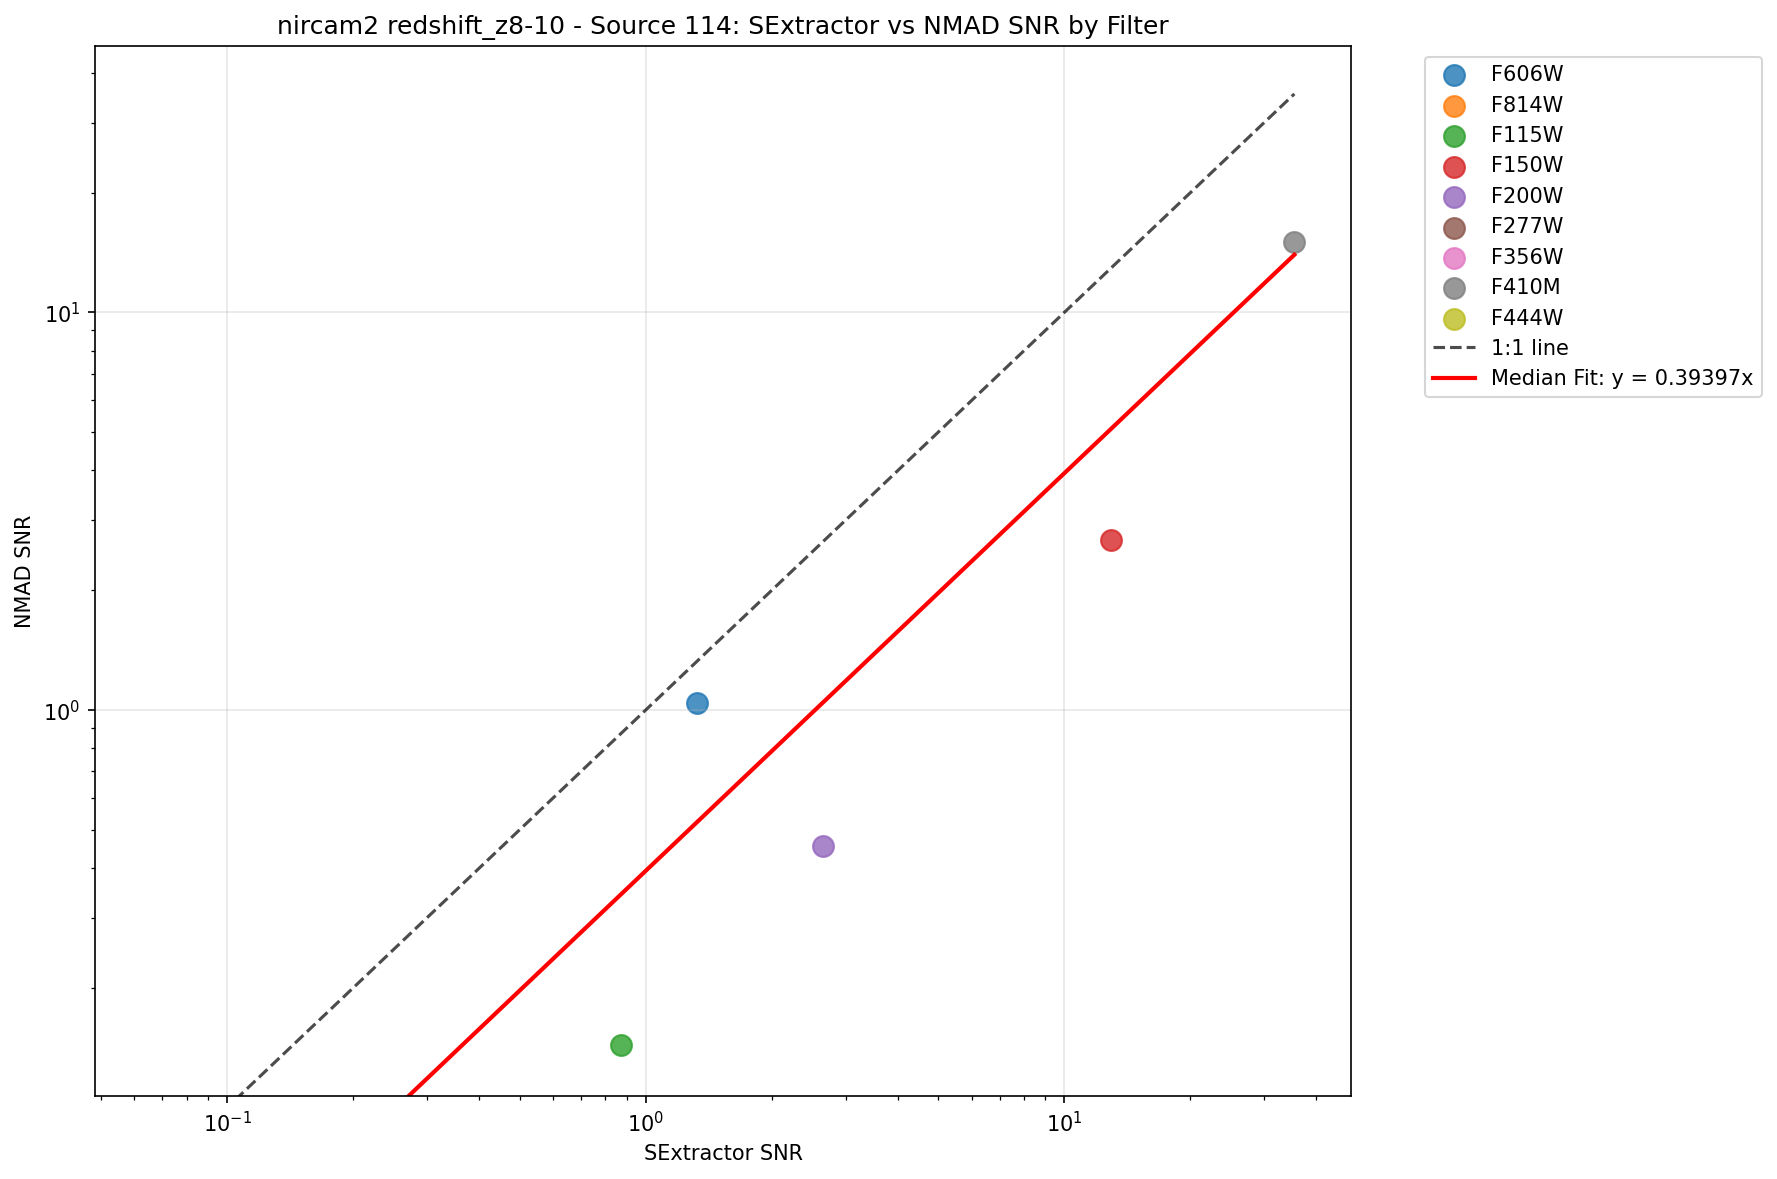 nircam2 redshift_z8-10 - Source 114: SExtractor vs NMAD SNR by Filter
F606W
F814W
F115W
F150W
F200W
F277W
F356W
F410M
F444W
1:1 line
Median Fit: y = 0.39397x
NMAD SNR
10¹
10⁰
10⁻¹
10⁰
10¹
SExtractor SNR